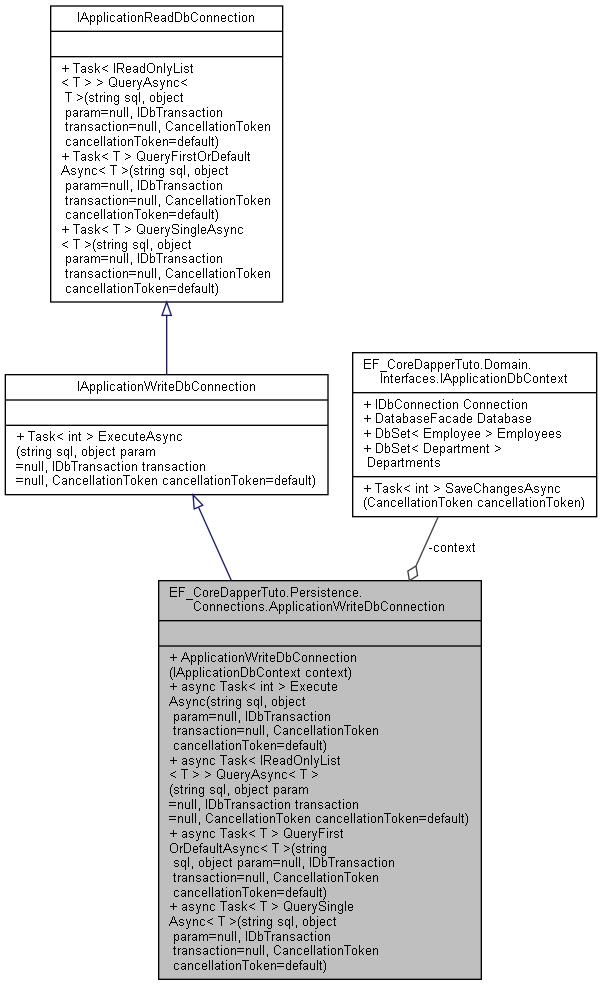 IApplicationReadDbConnection
+ Task< IReadOnlyList
< T > > QueryAsync<
T >(string sql, object
param=null, IDbTransaction
transaction=null, CancellationToken
cancellationToken=default)
+ Task< T > QueryFirstOrDefault
Async< T >(string sql, object
param=null, IDbTransaction
transaction=null, CancellationToken
cancellationToken=default)
+ Task< T > QuerySingleAsync
< T >(string sql, object
param=null, IDbTransaction
transaction=null, CancellationToken
cancellationToken=default)
IApplicationWriteDbConnection
+ Task< int > ExecuteAsync
(string sql, object param
=null, IDbTransaction transaction
=null, CancellationToken cancellationToken=default)
EF_CoreDapperTuto.Domain.
Interfaces.IApplicationDbContext
+ IDbConnection Connection
+ DatabaseFacade Database
+ DbSet< Employee > Employees
+ DbSet< Department >
Departments
+ Task< int > SaveChangesAsync
(CancellationToken cancellationToken)
-context
EF_CoreDapperTuto.Persistence.
Connections.ApplicationWriteDbConnection
+ ApplicationWriteDbConnection
(IApplicationDbContext context)
+ async Task< int > Execute
Async(string sql, object
param=null, IDbTransaction
transaction=null, CancellationToken
cancellationToken=default)
+ async Task< IReadOnlyList
< T > > QueryAsync< T >
(string sql, object param
=null, IDbTransaction transaction
=null, CancellationToken cancellationToken=default)
+ async Task< T > QueryFirst
OrDefaultAsync< T >(string
sql, object param=null, IDbTransaction
transaction=null, CancellationToken
cancellationToken=default)
+ async Task< T > QuerySingle
Async< T >(string sql, object
param=null, IDbTransaction
transaction=null, CancellationToken
cancellationToken=default)